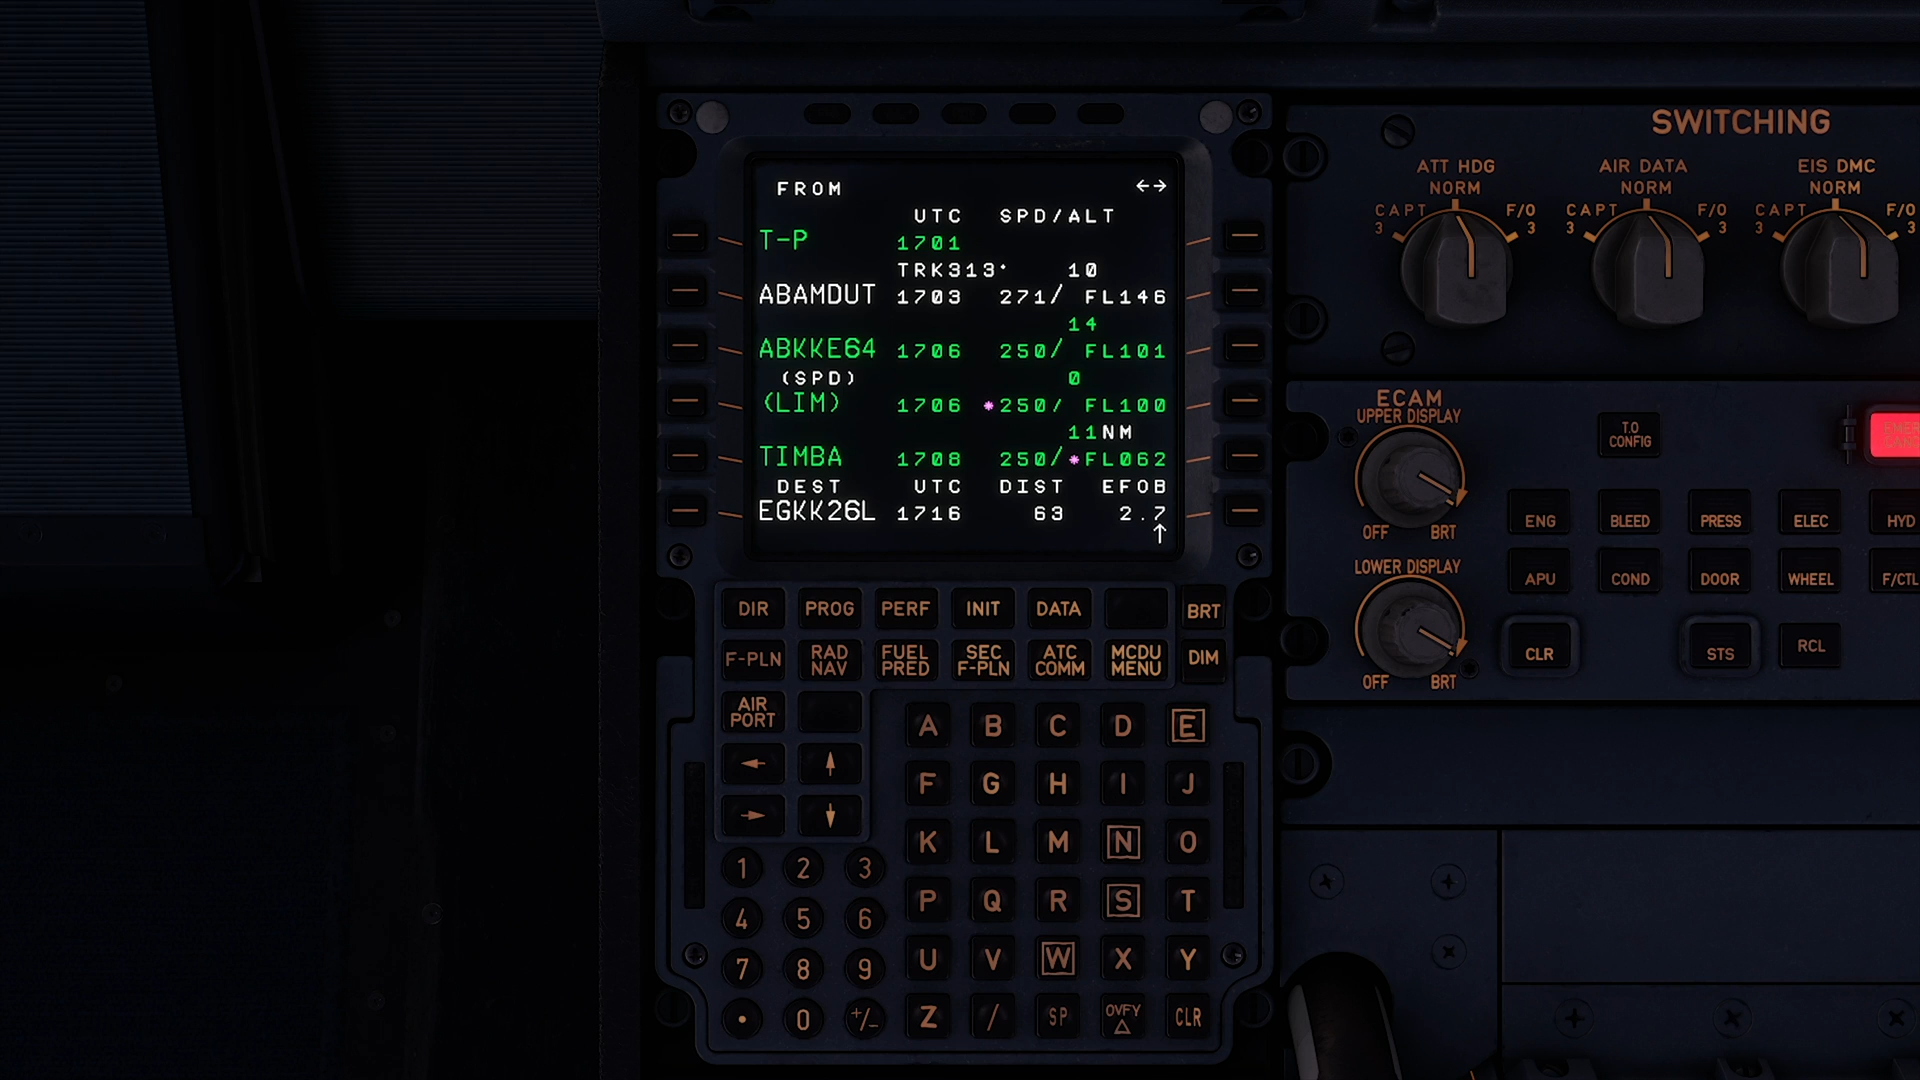 FROM ←→
UTC SPD/ALT
T-P 1701
TRK313° 10
ABAMDUT 1703 271/ FL146
14
ABKKE64 1706 250/ FL101
(SPD) 0
(LIM) 1706 *250/ FL100
11NM
TIMBA 1708 250/*FL062
DEST UTC DIST EFOB
EGKK26L 1716 63 2.7
↑
DIR PROG PERF INIT DATA BRT
F-PLN RAD NAV FUEL PRED SEC F-PLN ATC COMM MCDU MENU DIM
AIR PORT
← ↑
→ ↓
A B C D E
F G H I J
K L M N O
P Q R S T
U V W X Y
Z / SP OVFY △ CLR
1 2 3
4 5 6
7 8 9
. 0 +/-
SWITCHING
ATT HDG AIR DATA EIS DMC
NORM NORM NORM
CAPT 3 F/O 3 CAPT 3 F/O 3 CAPT 3 F/O
ECAM
UPPER DISPLAY
OFF BRT
LOWER DISPLAY
OFF BRT
T.O CONFIG
ENG BLEED PRESS ELEC HYD
APU COND DOOR WHEEL F/CTL
CLR STS RCL